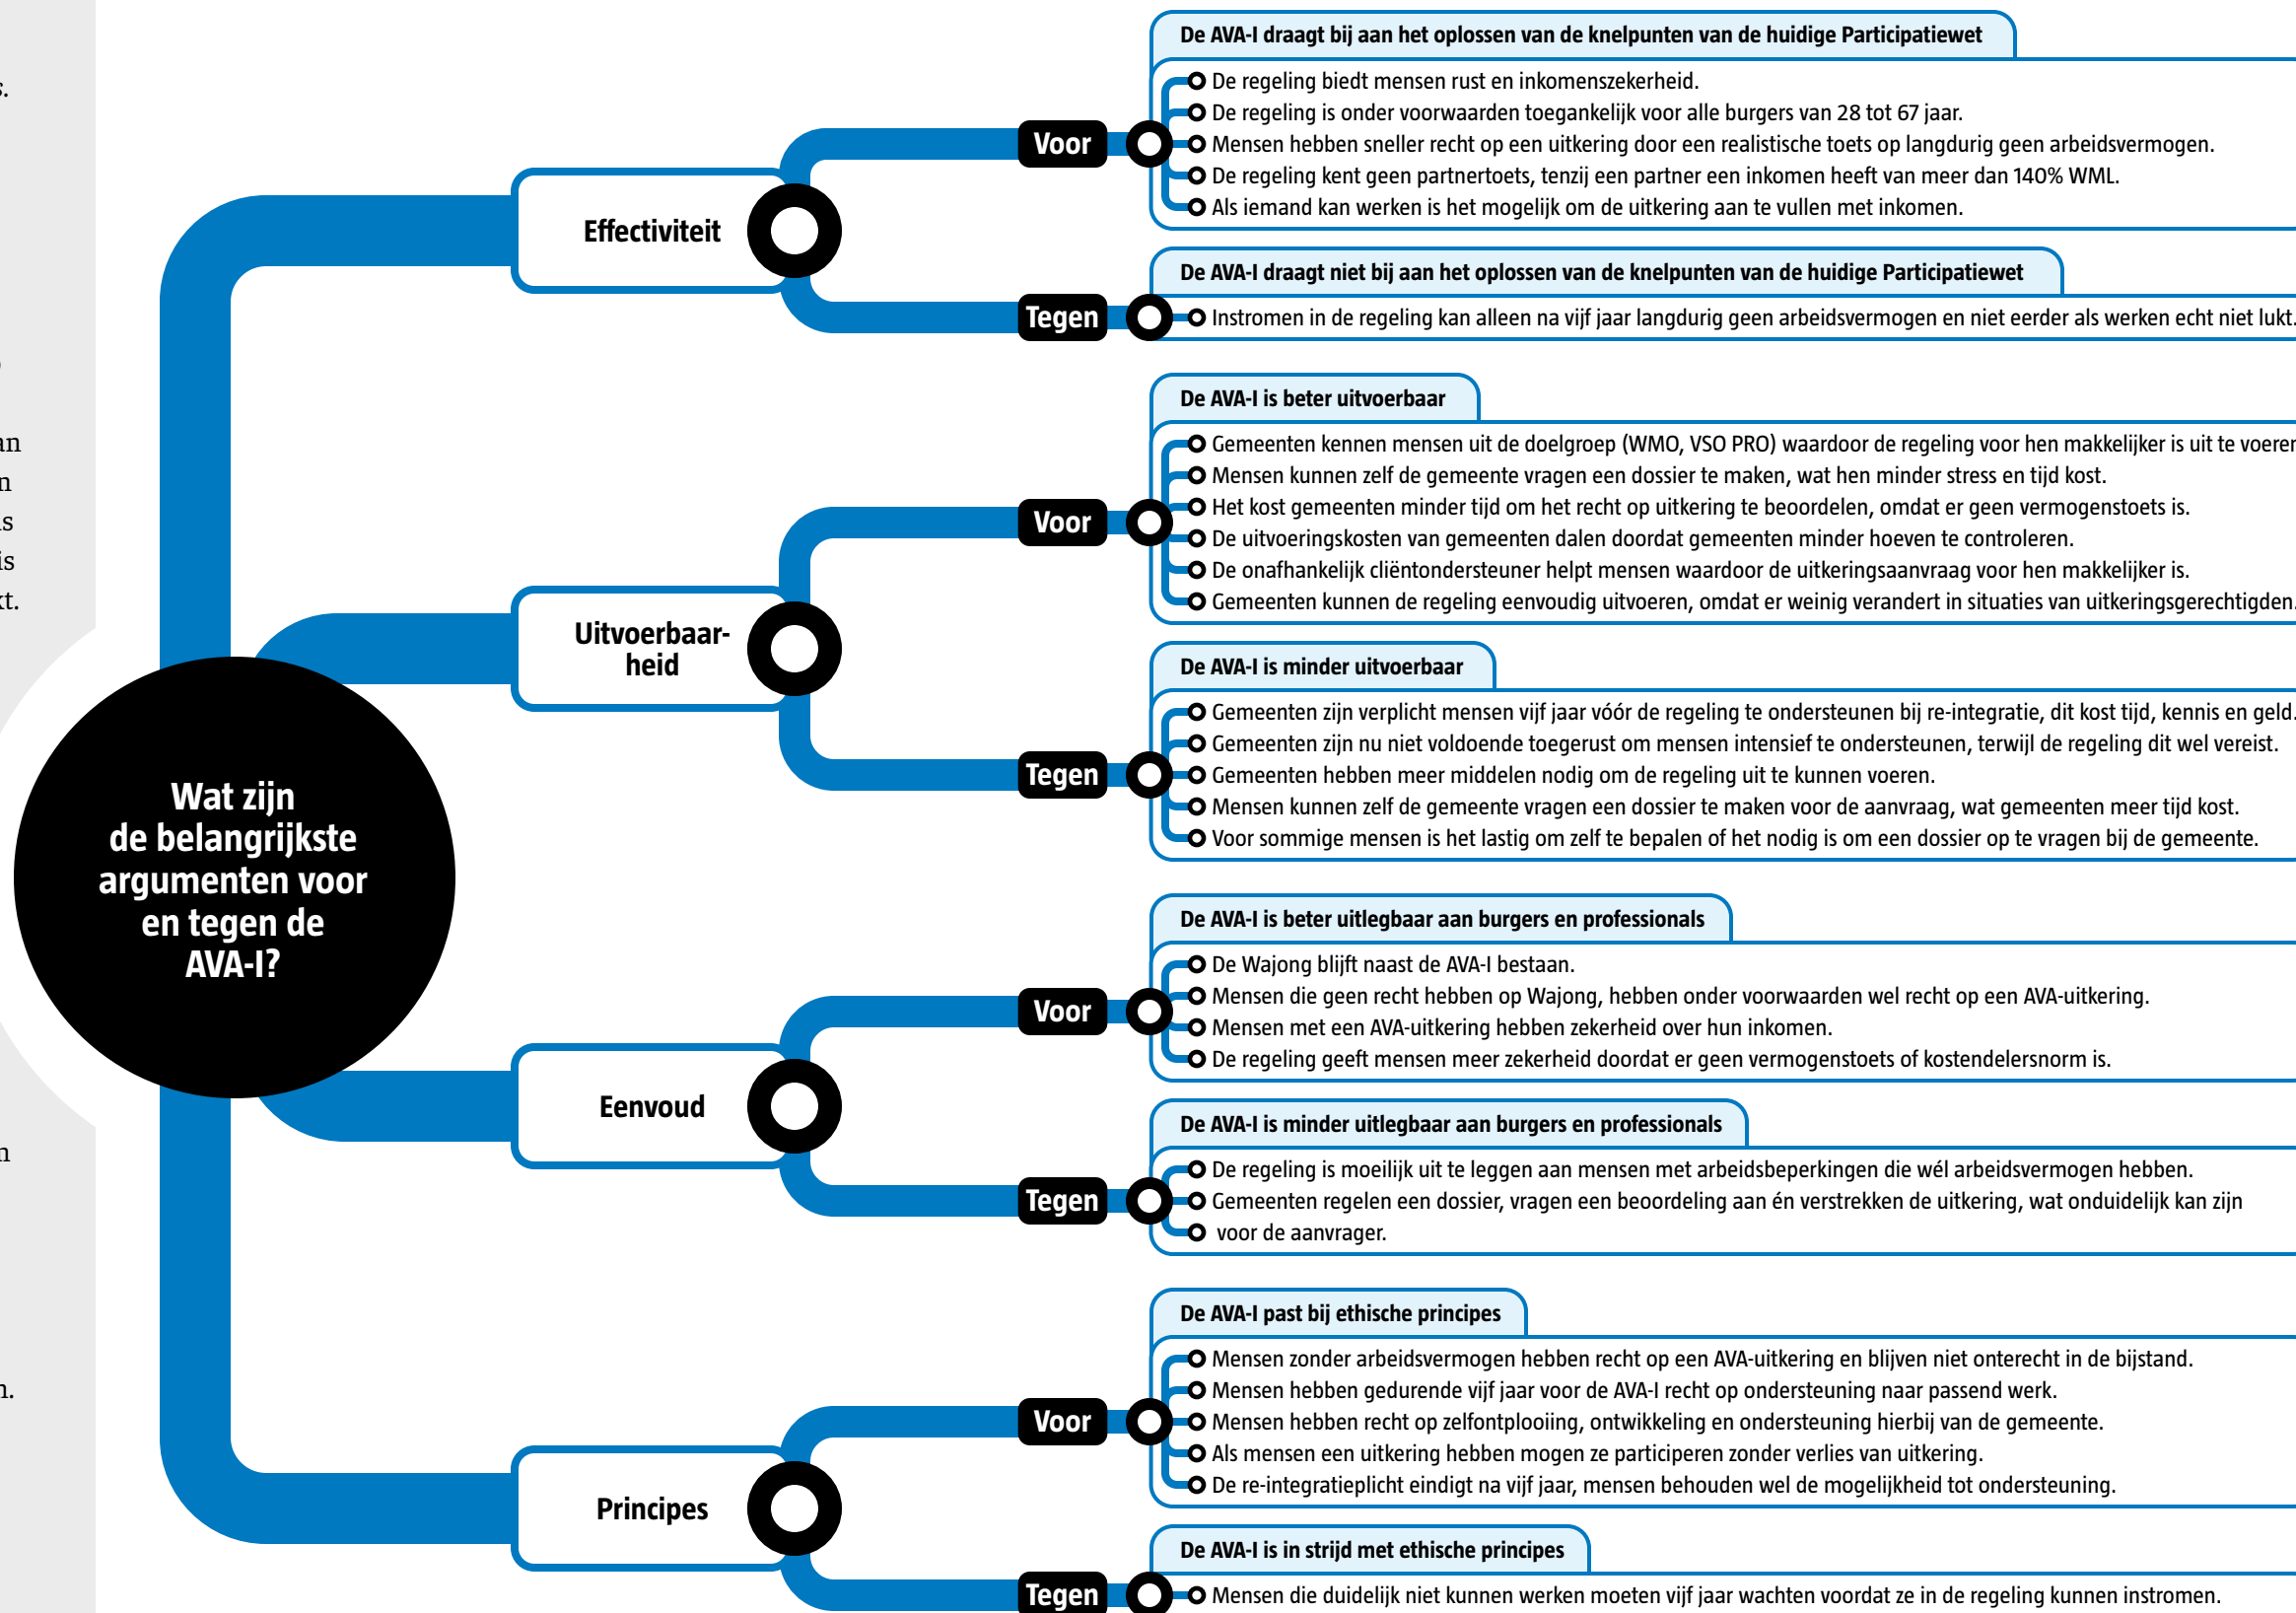 s.
an
n
s
is
kt.
n
n.
Wat zijn
de belangrijkste
argumenten voor
en tegen de
AVA-I?
Effectiviteit
Voor
De AVA-I draagt bij aan het oplossen van de knelpunten van de huidige Participatiewet
De regeling biedt mensen rust en inkomenszekerheid.
De regeling is onder voorwaarden toegankelijk voor alle burgers van 28 tot 67 jaar.
Mensen hebben sneller recht op een uitkering door een realistische toets op langdurig geen arbeidsvermogen.
De regeling kent geen partnertoets, tenzij een partner een inkomen heeft van meer dan 140% WML.
Als iemand kan werken is het mogelijk om de uitkering aan te vullen met inkomen.
Tegen
De AVA-I draagt niet bij aan het oplossen van de knelpunten van de huidige Participatiewet
Instromen in de regeling kan alleen na vijf jaar langdurig geen arbeidsvermogen en niet eerder als werken echt niet lukt.
Uitvoerbaar-
heid
Voor
De AVA-I is beter uitvoerbaar
Gemeenten kennen mensen uit de doelgroep (WMO, VSO PRO) waardoor de regeling voor hen makkelijker is uit te voeren
Mensen kunnen zelf de gemeente vragen een dossier te maken, wat hen minder stress en tijd kost.
Het kost gemeenten minder tijd om het recht op uitkering te beoordelen, omdat er geen vermogenstoets is.
De uitvoeringskosten van gemeenten dalen doordat gemeenten minder hoeven te controleren.
De onafhankelijk cliëntondersteuner helpt mensen waardoor de uitkeringsaanvraag voor hen makkelijker is.
Gemeenten kunnen de regeling eenvoudig uitvoeren, omdat er weinig verandert in situaties van uitkeringsgerechtigden.
Tegen
De AVA-I is minder uitvoerbaar
Gemeenten zijn verplicht mensen vijf jaar vóór de regeling te ondersteunen bij re-integratie, dit kost tijd, kennis en geld.
Gemeenten zijn nu niet voldoende toegerust om mensen intensief te ondersteunen, terwijl de regeling dit wel vereist.
Gemeenten hebben meer middelen nodig om de regeling uit te kunnen voeren.
Mensen kunnen zelf de gemeente vragen een dossier te maken voor de aanvraag, wat gemeenten meer tijd kost.
Voor sommige mensen is het lastig om zelf te bepalen of het nodig is om een dossier op te vragen bij de gemeente.
Eenvoud
Voor
De AVA-I is beter uitlegbaar aan burgers en professionals
De Wajong blijft naast de AVA-I bestaan.
Mensen die geen recht hebben op Wajong, hebben onder voorwaarden wel recht op een AVA-uitkering.
Mensen met een AVA-uitkering hebben zekerheid over hun inkomen.
De regeling geeft mensen meer zekerheid doordat er geen vermogenstoets of kostendelersnorm is.
Tegen
De AVA-I is minder uitlegbaar aan burgers en professionals
De regeling is moeilijk uit te leggen aan mensen met arbeidsbeperkingen die wél arbeidsvermogen hebben.
Gemeenten regelen een dossier, vragen een beoordeling aan én verstrekken de uitkering, wat onduidelijk kan zijn
voor de aanvrager.
Principes
Voor
De AVA-I past bij ethische principes
Mensen zonder arbeidsvermogen hebben recht op een AVA-uitkering en blijven niet onterecht in de bijstand.
Mensen hebben gedurende vijf jaar voor de AVA-I recht op ondersteuning naar passend werk.
Mensen hebben recht op zelfontplooiing, ontwikkeling en ondersteuning hierbij van de gemeente.
Als mensen een uitkering hebben mogen ze participeren zonder verlies van uitkering.
De re-integratieplicht eindigt na vijf jaar, mensen behouden wel de mogelijkheid tot ondersteuning.
Tegen
De AVA-I is in strijd met ethische principes
Mensen die duidelijk niet kunnen werken moeten vijf jaar wachten voordat ze in de regeling kunnen instromen.